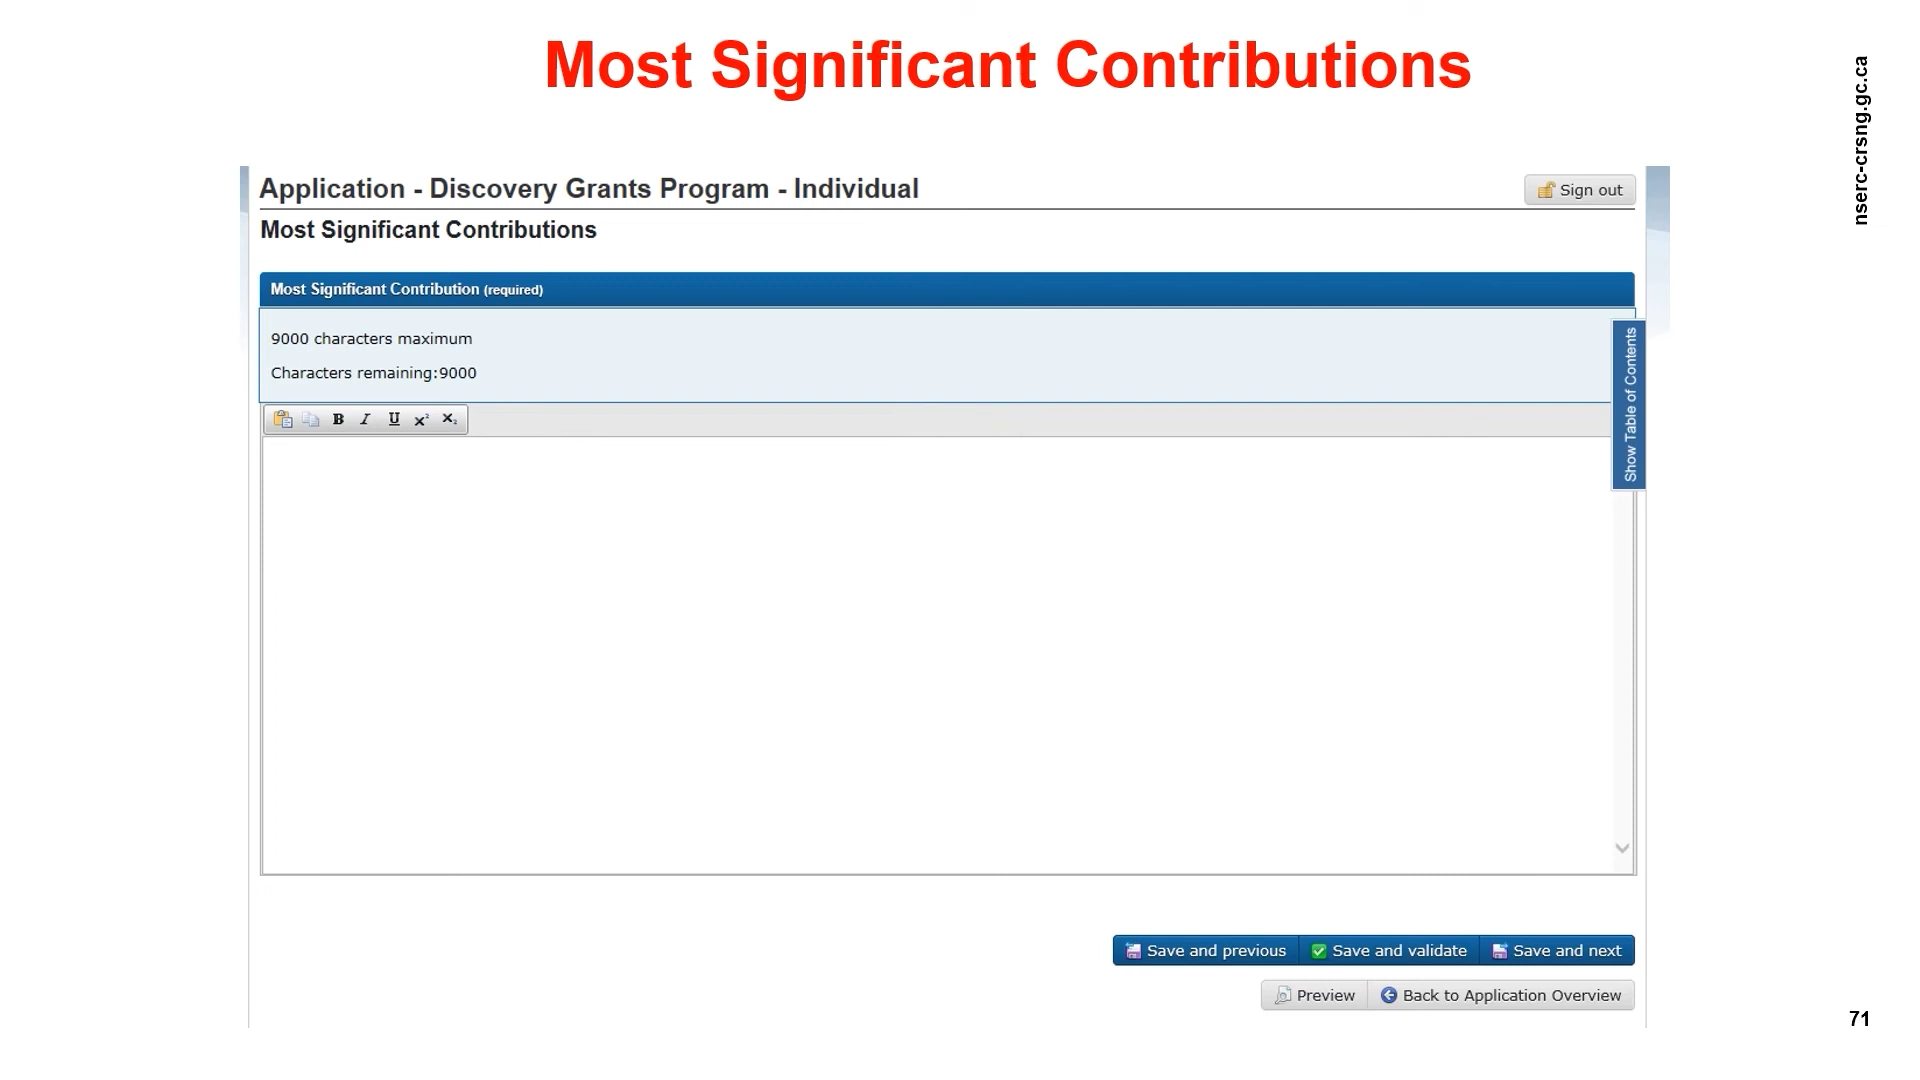 Most Significant Contributions
nserc-crsng.gc.ca
Application - Discovery Grants Program - Individual
Sign out
Most Significant Contributions
Most Significant Contribution (required)
9000 characters maximum
Characters remaining:9000
Show Table of Contents
B I U x² x₂
Save and previous Save and validate Save and next
Preview Back to Application Overview
71